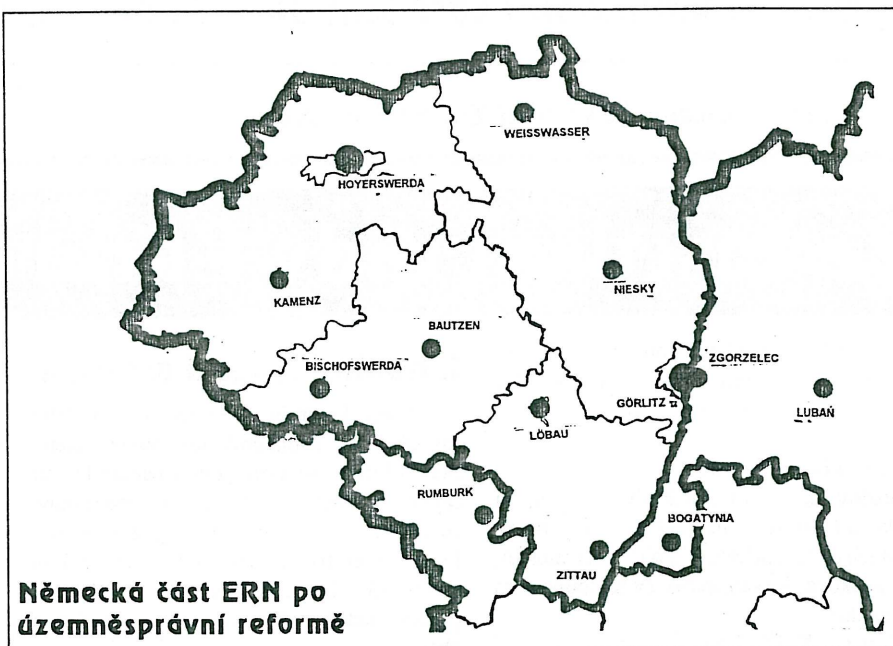 WEISSWASSER
HOYERSWERDA
KAMENZ
NIESKY
BAUTZEN
BISCHOFSWERDA
ZGORZELEC
GÖRLITZ
LUBAŃ
LÖBAU
RUMBURK
BOGATYNIA
ZITTAU
Německá část ERN po
územněsprávní reformě